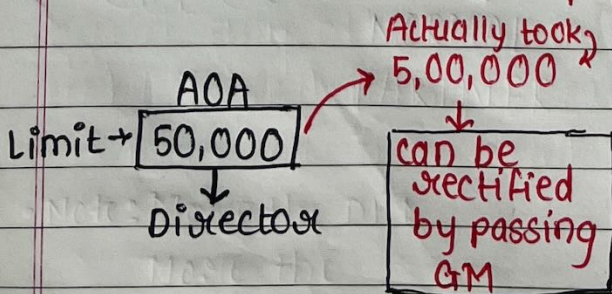 Actually took
5,00,000
AOA
Limit → 50,000
Director
can be
rectified
by passing
GM